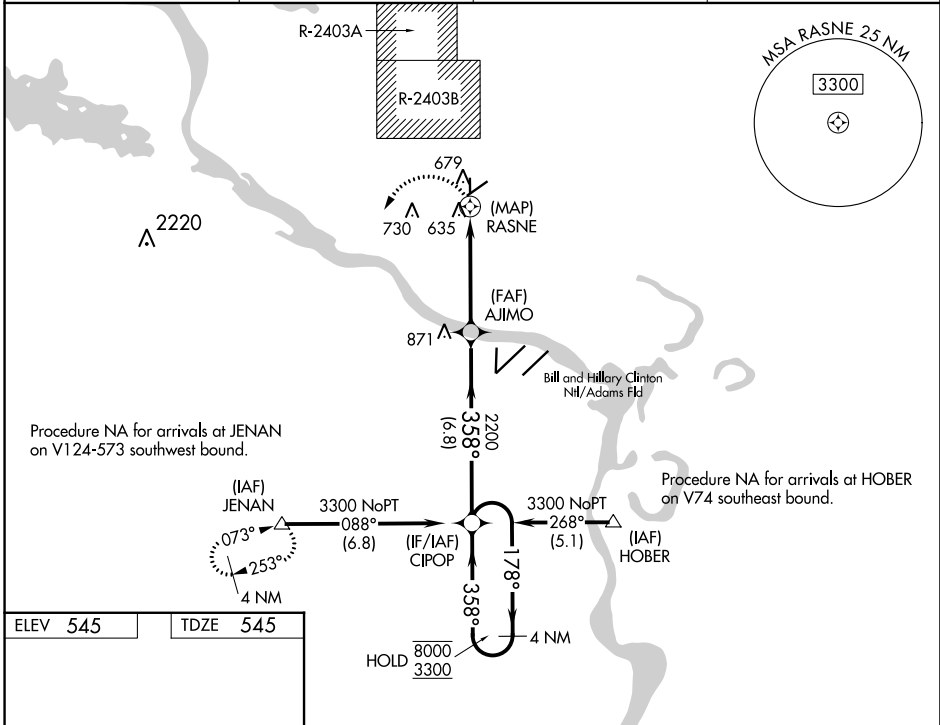 R-2403A
R-2403B
MSA RASNE 25 NM
3300
679
730
635
(MAP)
RASNE
2220
(FAF)
AJIMO
871
Bill and Hillary Clinton
Ntl/Adams Fld
2200
358°
(6.8)
Procedure NA for arrivals at JENAN
on V124-573 southwest bound.
Procedure NA for arrivals at HOBER
on V74 southeast bound.
(IAF)
JENAN
3300 NoPT
088°
(6.8)
(IF/IAF)
CIPOP
3300 NoPT
268°
(5.1)
(IAF)
HOBER
073°
253°
4 NM
178°
358°
4 NM
HOLD
8000
3300
ELEV 545
TDZE 545